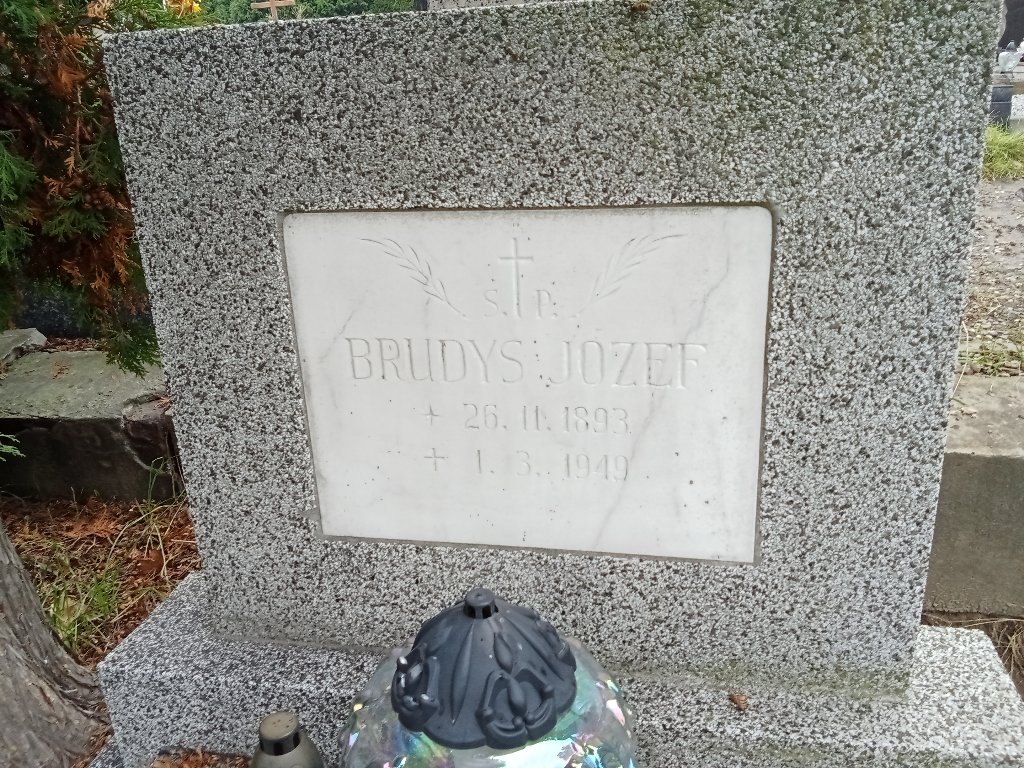 Ś. P.
BRUDYS JÓZEF
26. 11. 1893
+ 1. 3. 1949